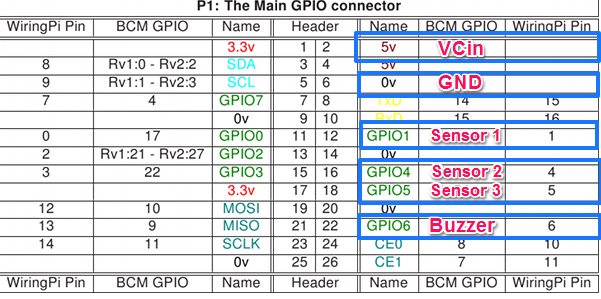 P1: The Main GPIO connector
WiringPi Pin BCM GPIO Name Header Name BCM GPIO WiringPi Pin
3.3v 1 2 5v VCin
8 Rv1:0 - Rv2:2 SDA 3 4 5v
9 Rv1:1 - Rv2:3 SCL 5 6 0v GND
7 4 GPIO7 7 8 TxD 14 15
0v 9 10 RxD 15 16
0 17 GPIO0 11 12 GPIO1 Sensor 1 1
2 Rv1:21 - Rv2:27 GPIO2 13 14 0v
3 22 GPIO3 15 16 GPIO4 Sensor 2 4
3.3v 17 18 GPIO5 Sensor 3 5
12 10 MOSI 19 20 0v
13 9 MISO 21 22 GPIO6 Buzzer 6
14 11 SCLK 23 24 CE0 8 10
0v 25 26 CE1 7 11
WiringPi Pin BCM GPIO Name Header Name BCM GPIO WiringPi Pin